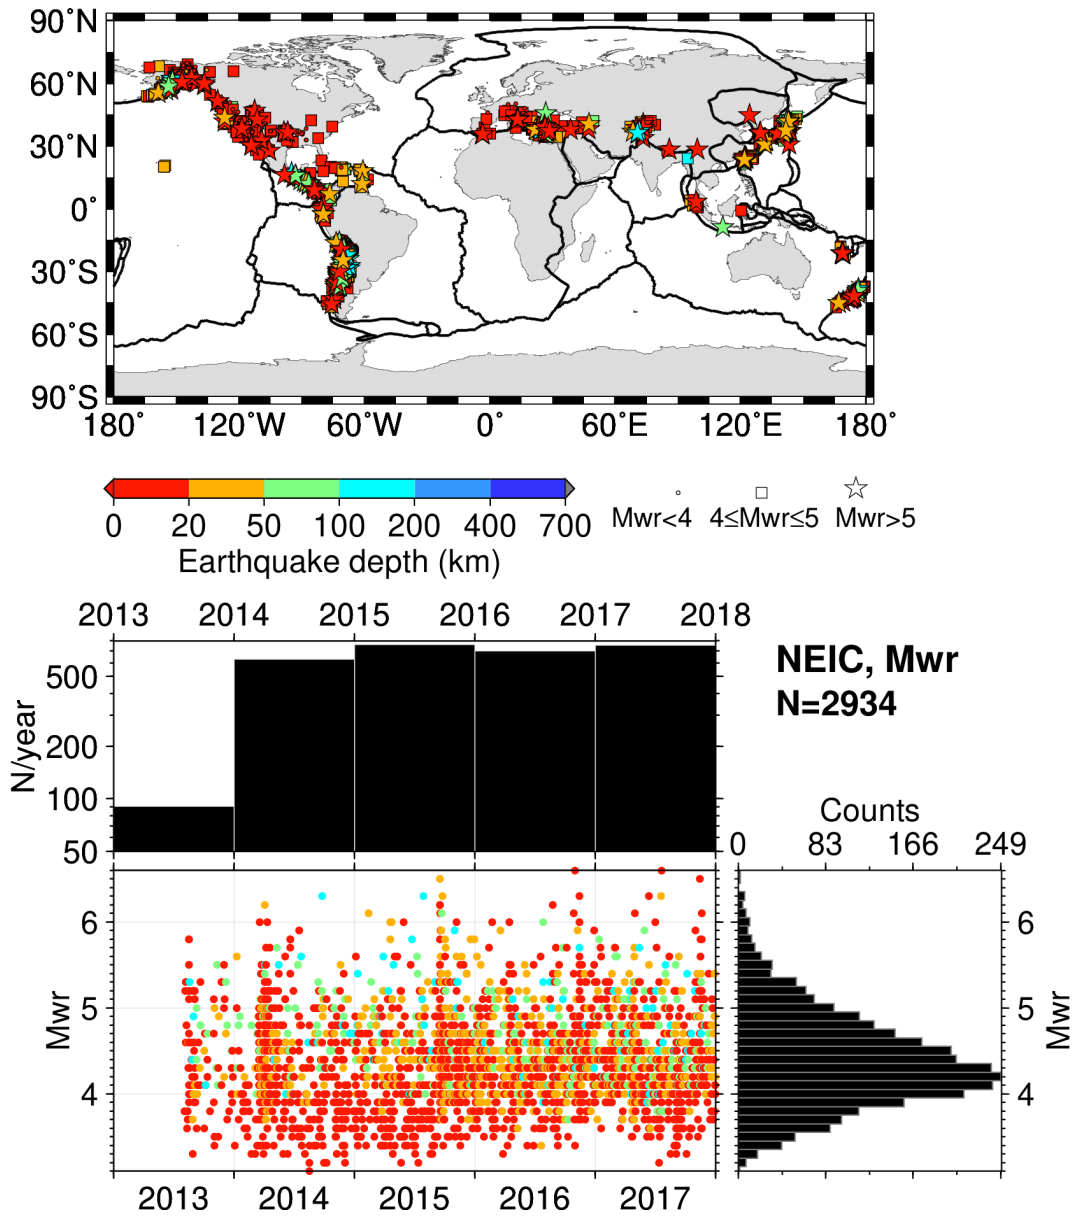 90°N
60°N
30°N
0°
30°S
60°S
90°S
180° 120°W 60°W 0° 60°E 120°E 180°
0 20 50 100 200 400 700
Earthquake depth (km)
Mwr<4 4≤Mwr≤5 Mwr>5
2013 2014 2015 2016 2017 2018
500
200
100
50
N/year
NEIC, Mwr
N=2934
Counts
0 83 166 249
6
5
4
Mwr
6
5
4
Mwr
2013 2014 2015 2016 2017